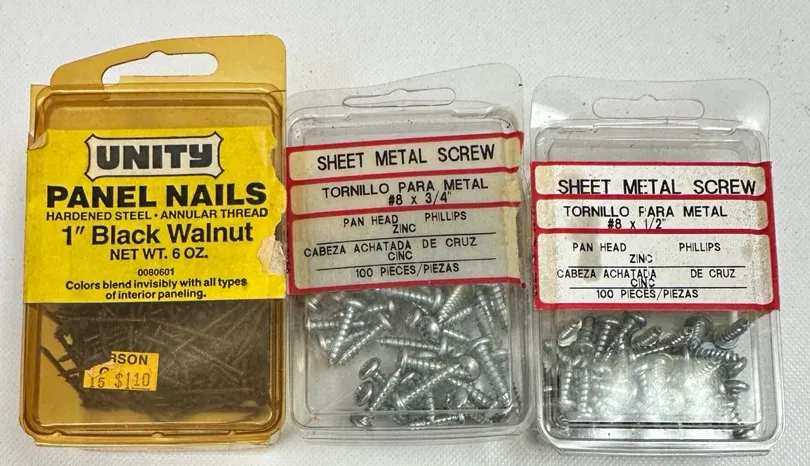 UNITY
PANEL NAILS
HARDENED STEEL • ANNULAR THREAD
1" Black Walnut
NET WT. 6 OZ.
0080601
Colors blend invisibly with all types
of interior paneling.
15 $1.10
SHEET METAL SCREW
TORNILLO PARA METAL
#8 x 3/4"
PAN HEAD PHILLIPS
ZINC
CABEZA ACHATADA DE CRUZ
CINC
100 PIECES/PIEZAS
SHEET METAL SCREW
TORNILLO PARA METAL
#8 x 1/2"
PAN HEAD PHILLIPS
ZINC
CABEZA ACHATADA DE CRUZ
CINC
100 PIECES/PIEZAS